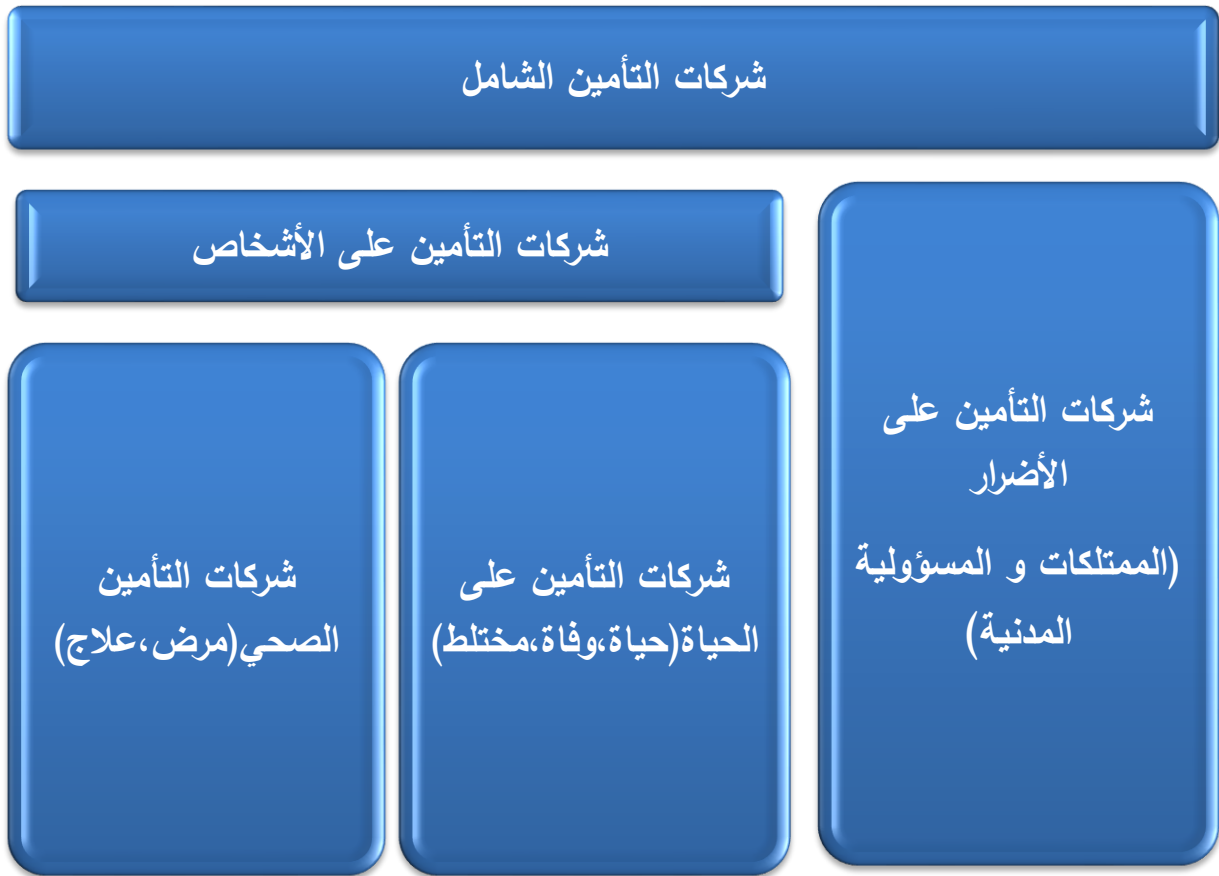 شركات التأمين الشامل
شركات التأمين على الأشخاص
شركات التأمين على
الأضرار
(الممتلكات و المسؤولية
المدنية)
شركات التأمين على
الحياة(حياة،وفاة،مختلط)
شركات التأمين
الصحي(مرض،علاج)